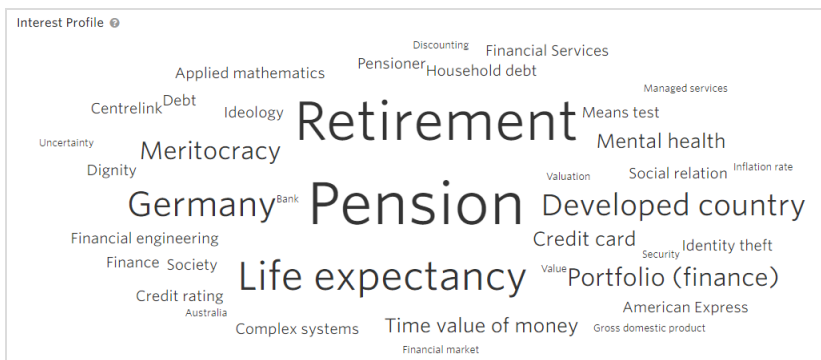 Interest Profile ?
Discounting
Financial Services
Pensioner
Household debt
Applied mathematics
Managed services
Centrelink
Debt
Ideology
Retirement
Means test
Uncertainty
Meritocracy
Mental health
Dignity
Valuation
Social relation
Inflation rate
Germany
Bank
Pension
Developed country
Financial engineering
Credit card
Security
Identity theft
Finance
Society
Life expectancy
Value
Portfolio (finance)
Credit rating
Australia
American Express
Complex systems
Time value of money
Gross domestic product
Financial market